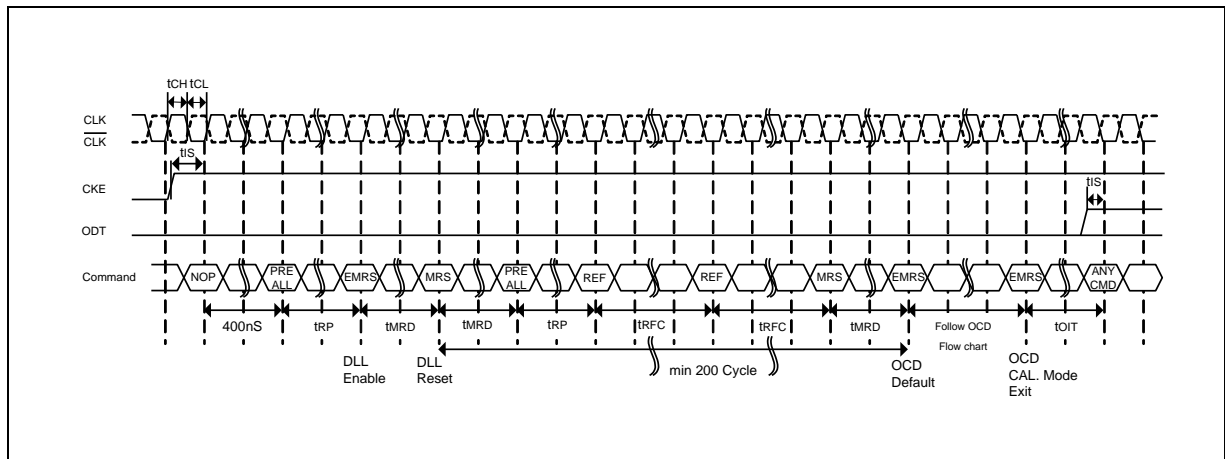 tCH tCL
CLK
CLK
tIS
CKE
tIS
ODT
Command
NOP
PRE
ALL
EMRS
MRS
PRE
ALL
REF
REF
MRS
EMRS
EMRS
ANY
CMD
400nS
tRP
tMRD
tMRD
tRP
tRFC
tRFC
tMRD
Follow OCD
Flow chart
tOIT
DLL
Enable
DLL
Reset
min 200 Cycle
OCD
Default
OCD
CAL. Mode
Exit